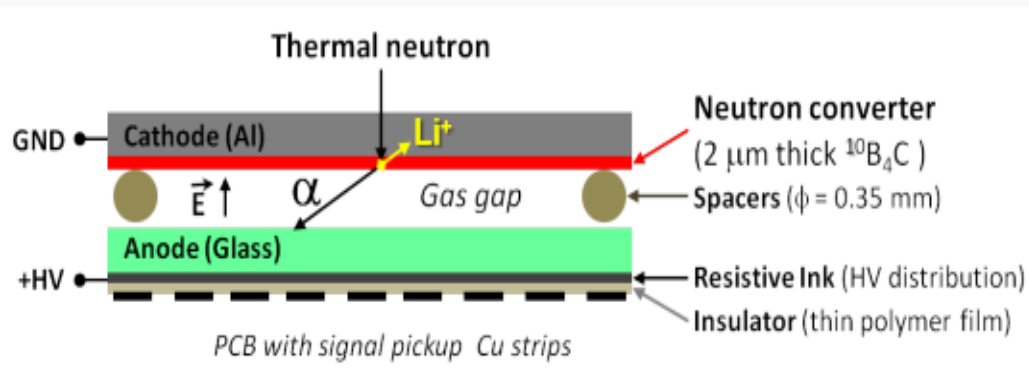 Thermal neutron
GND
Cathode (Al)
Li⁺
Neutron converter
(2 μm thick ¹⁰B₄C )
E
α
Gas gap
Spacers (ϕ = 0.35 mm)
Anode (Glass)
+HV
Resistive Ink (HV distribution)
Insulator (thin polymer film)
PCB with signal pickup Cu strips